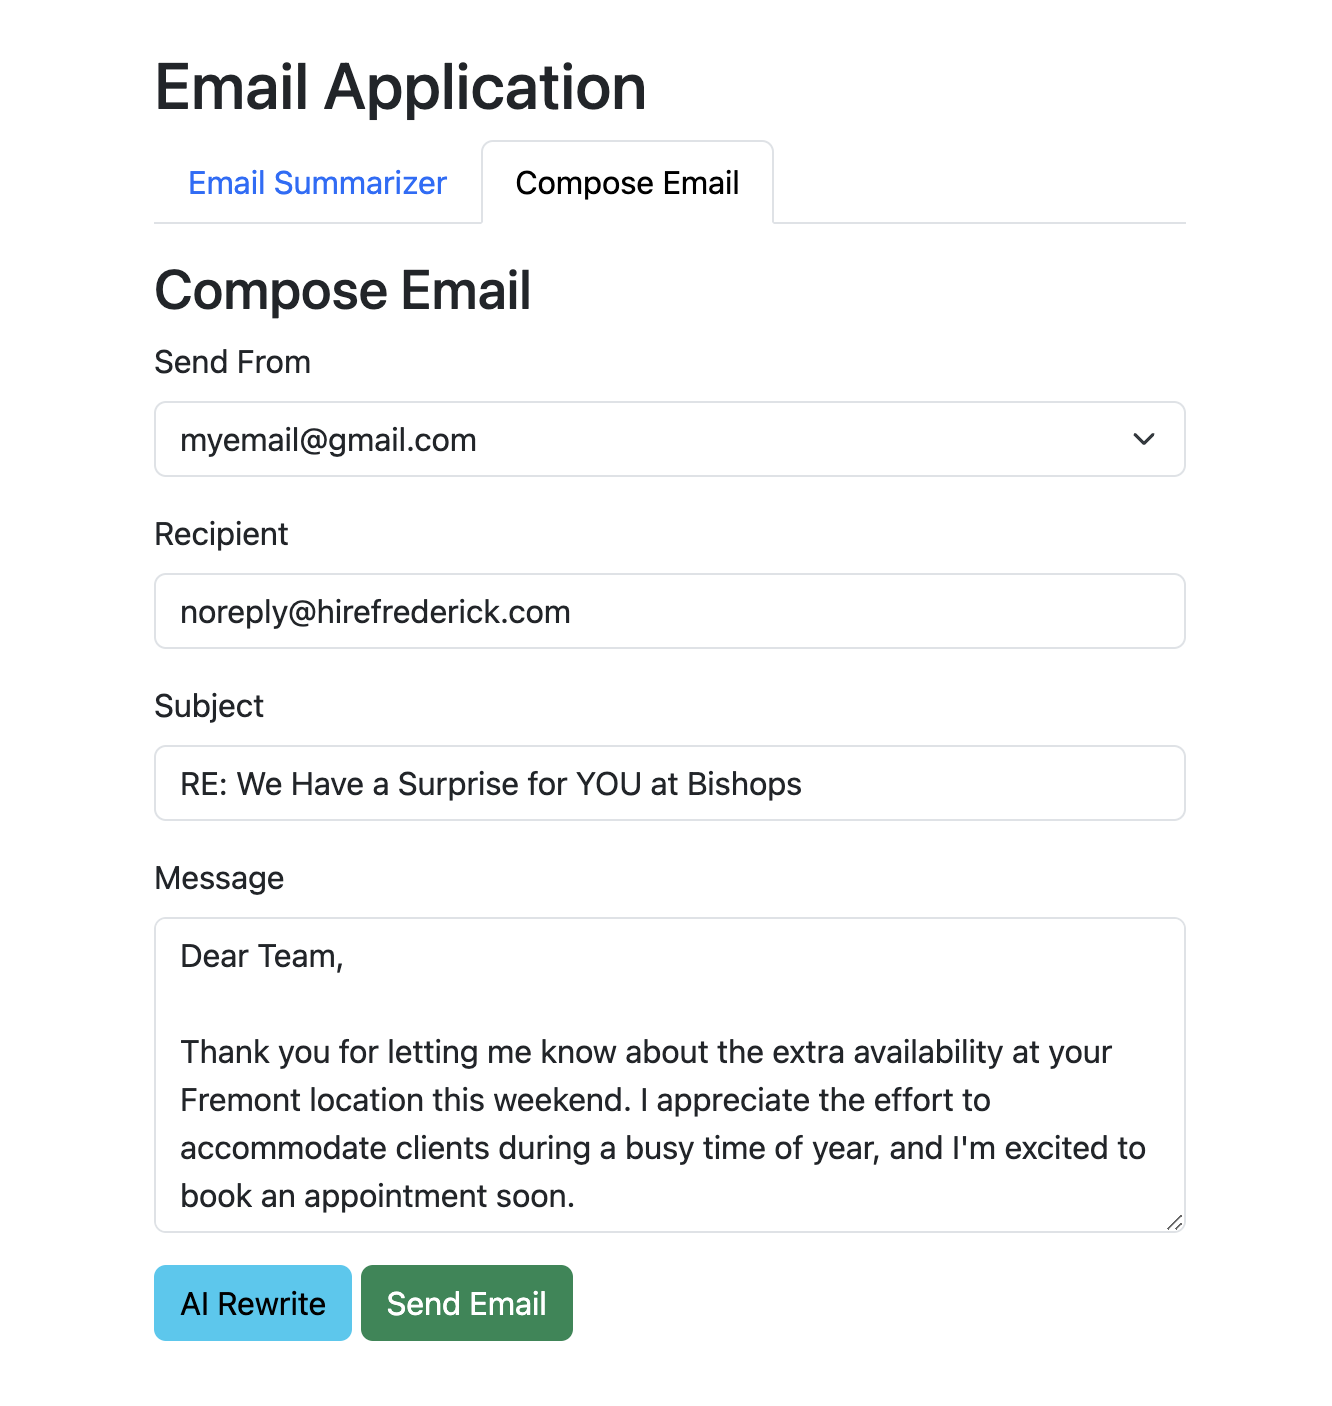 Email Application
Email Summarizer
Compose Email
Compose Email
Send From
myemail@gmail.com
Recipient
noreply@hirefrederick.com
Subject
RE: We Have a Surprise for YOU at Bishops
Message
Dear Team,
Thank you for letting me know about the extra availability at your
Fremont location this weekend. I appreciate the effort to
accommodate clients during a busy time of year, and I'm excited to
book an appointment soon.
AI Rewrite
Send Email